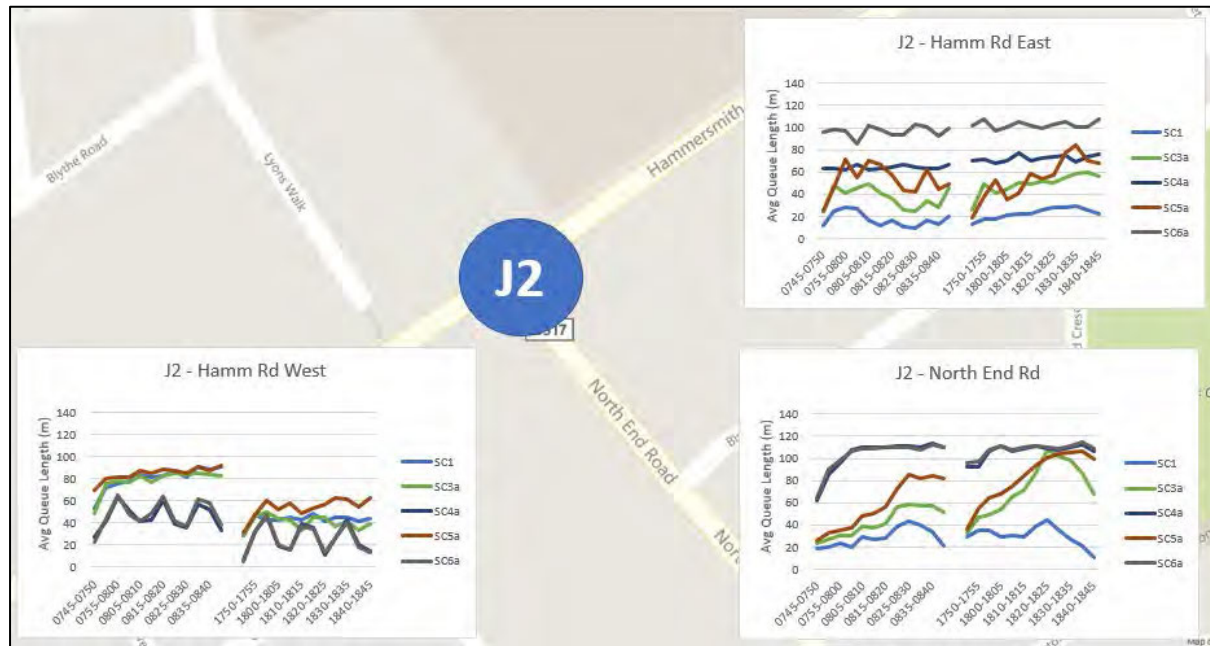 J2 - Hamm Rd East
Avg Queue Length (m)
140
120
100
80
60
40
20
0
0745-0750
0755-0800
0805-0810
0815-0820
0825-0830
0835-0840
1750-1755
1800-1805
1810-1815
1820-1825
1830-1835
1840-1845
SC1
SC3a
SC4a
SC5a
SC6a
Blythe Road
Lyons Walk
Hammersmith
J2
North End Road
J2 - Hamm Rd West
Avg Queue Length (m)
140
120
100
80
60
40
20
0
0745-0750
0755-0800
0805-0810
0815-0820
0825-0830
0835-0840
1750-1755
1800-1805
1810-1815
1820-1825
1830-1835
1840-1845
SC1
SC3a
SC4a
SC5a
SC6a
J2 - North End Rd
Avg Queue Length (m)
140
120
100
80
60
40
20
0
0745-0750
0755-0800
0805-0810
0815-0820
0825-0830
0835-0840
1750-1755
1800-1805
1810-1815
1820-1825
1830-1835
1840-1845
SC1
SC3a
SC4a
SC5a
SC6a